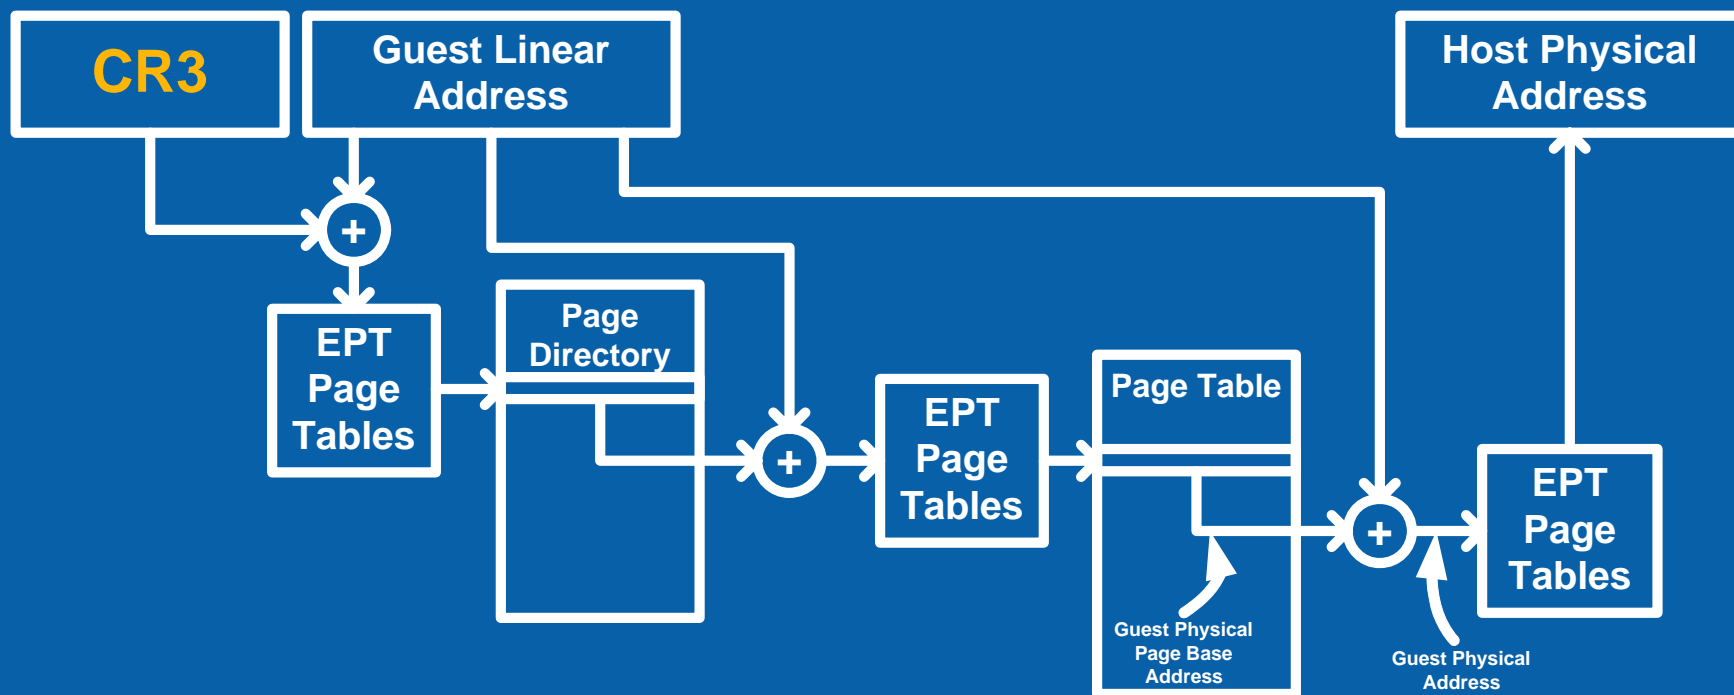 CR3
Guest Linear
Address
Host Physical
Address
+
EPT
Page
Tables
Page
Directory
+
EPT
Page
Tables
Page Table
+
EPT
Page
Tables
Guest Physical
Page Base
Address
Guest Physical
Address